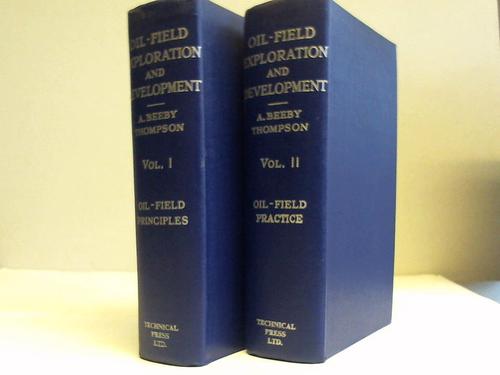 OIL-FIELD
EXPLORATION
AND
DEVELOPMENT
A. BEEBY
THOMPSON
VOL. I
OIL-FIELD
PRINCIPLES
TECHNICAL
PRESS
LTD.
OIL-FIELD
EXPLORATION
AND
DEVELOPMENT
A. BEEBY
THOMPSON
VOL. II
OIL-FIELD
PRACTICE
TECHNICAL
PRESS
LTD.